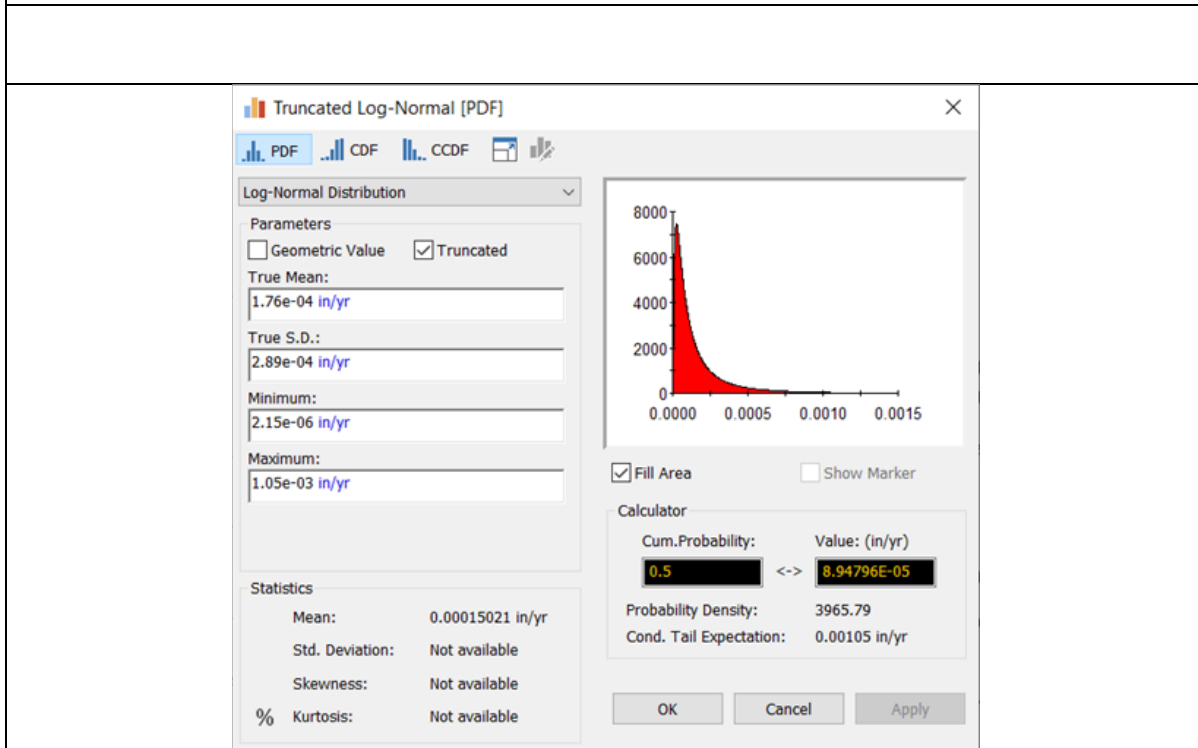 Truncated Log-Normal [PDF]
PDF CDF CCDF
Log-Normal Distribution
Parameters
Geometric Value Truncated
True Mean:
1.76e-04 in/yr
True S.D.:
2.89e-04 in/yr
Minimum:
2.15e-06 in/yr
Maximum:
1.05e-03 in/yr
Statistics
Mean: 0.00015021 in/yr
Std. Deviation: Not available
Skewness: Not available
% Kurtosis: Not available
8000
6000
4000
2000
0
0.0000 0.0005 0.0010 0.0015
Fill Area Show Marker
Calculator
Cum.Probability: Value: (in/yr)
0.5 <-> 8.94796E-05
Probability Density: 3965.79
Cond. Tail Expectation: 0.00105 in/yr
OK Cancel Apply